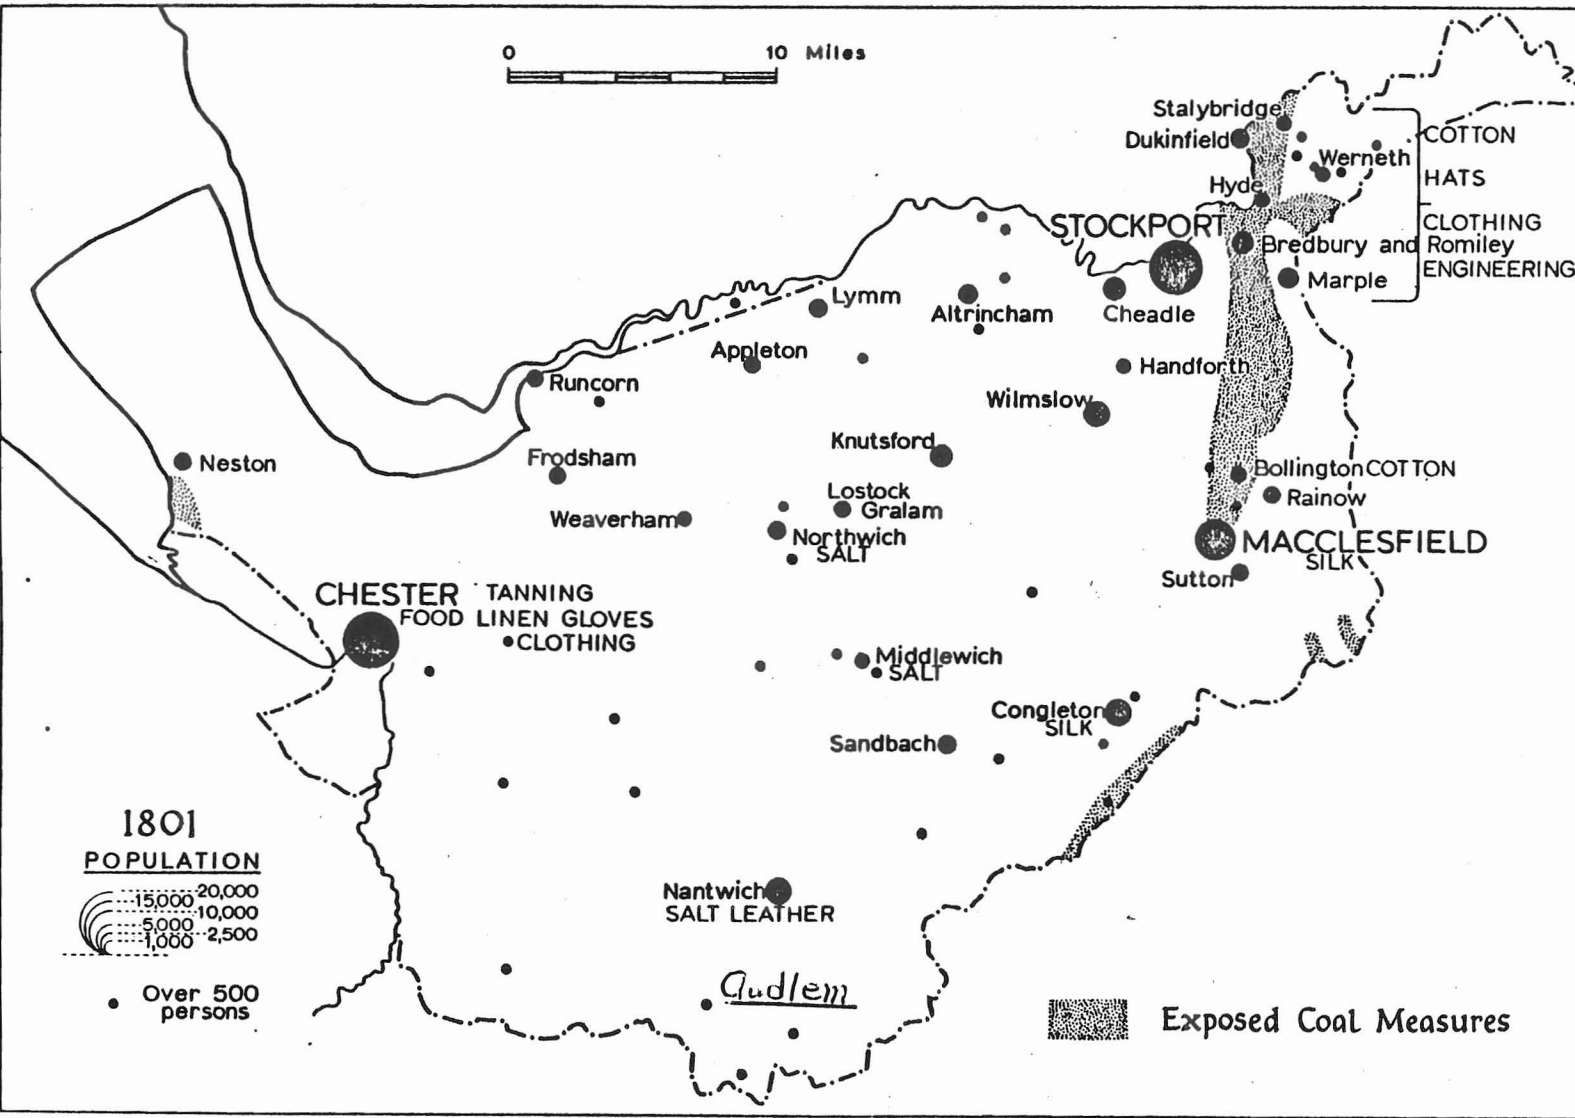 0 10 Miles
Stalybridge
Dukinfield
COTTON
Werneth
HATS
Hyde
STOCKPORT
CLOTHING
Bredbury and Romiley
ENGINEERING
Marple
Lymm
Altrincham
Cheadle
Appleton
Handforth
Runcorn
Wilmslow
Knutsford
Neston
Frodsham
Bollington COTTON
Lostock
Gralam
Rainow
Weaverham
Northwich
SALT
MACCLESFIELD
SILK
Sutton
CHESTER TANNING
FOOD LINEN GLOVES
CLOTHING
Middlewich
SALT
Congleton
SILK
Sandbach
1801
POPULATION
20,000
15,000
10,000
5,000
2,500
1,000
Over 500
persons
Nantwich
SALT LEATHER
Audlem
Exposed Coal Measures